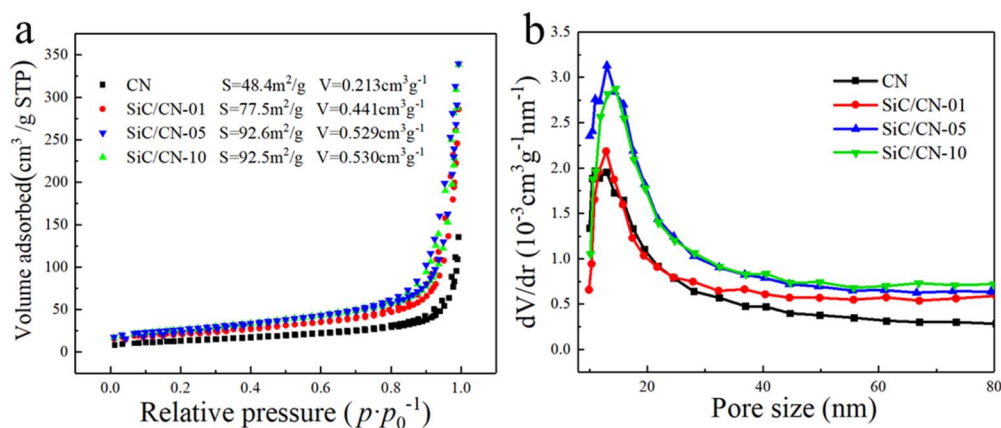 a
Volume adsorbed(cm³/g STP)
350
300
250
200
150
100
50
0
CN S=48.4m²/g V=0.213cm³g⁻¹
SiC/CN-01 S=77.5m²/g V=0.441cm³g⁻¹
SiC/CN-05 S=92.6m²/g V=0.529cm³g⁻¹
SiC/CN-10 S=92.5m²/g V=0.530cm³g⁻¹
0.0 0.2 0.4 0.6 0.8 1.0
Relative pressure (p·p₀⁻¹)
b
dV/dr (10⁻³cm³g⁻¹nm⁻¹)
3.5
3.0
2.5
2.0
1.5
1.0
0.5
0.0
CN
SiC/CN-01
SiC/CN-05
SiC/CN-10
20 40 60 80
Pore size (nm)